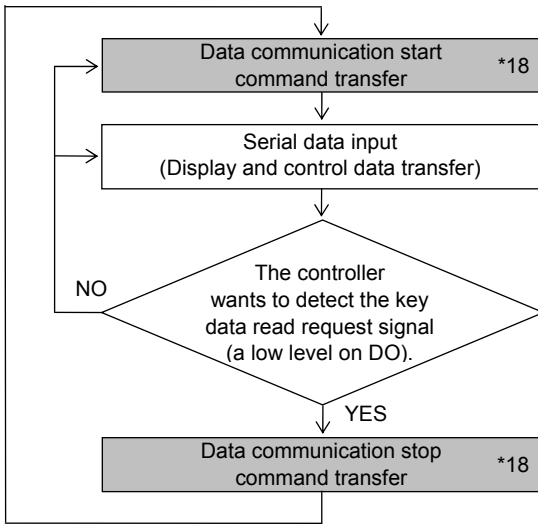 Data communication start
command transfer
*18
Serial data input
(Display and control data transfer)
The controller
wants to detect the key
data read request signal
(a low level on DO).
NO
YES
Data communication stop
command transfer
*18